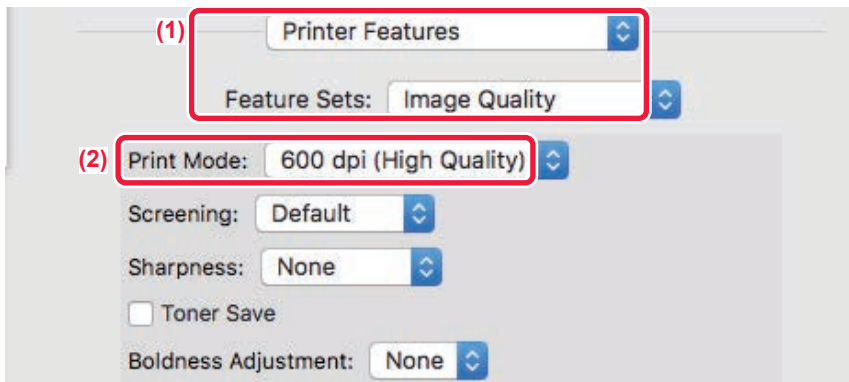 (1) Printer Features
Feature Sets: Image Quality
(2) Print Mode: 600 dpi (High Quality)
Screening: Default
Sharpness: None
Toner Save
Boldness Adjustment: None